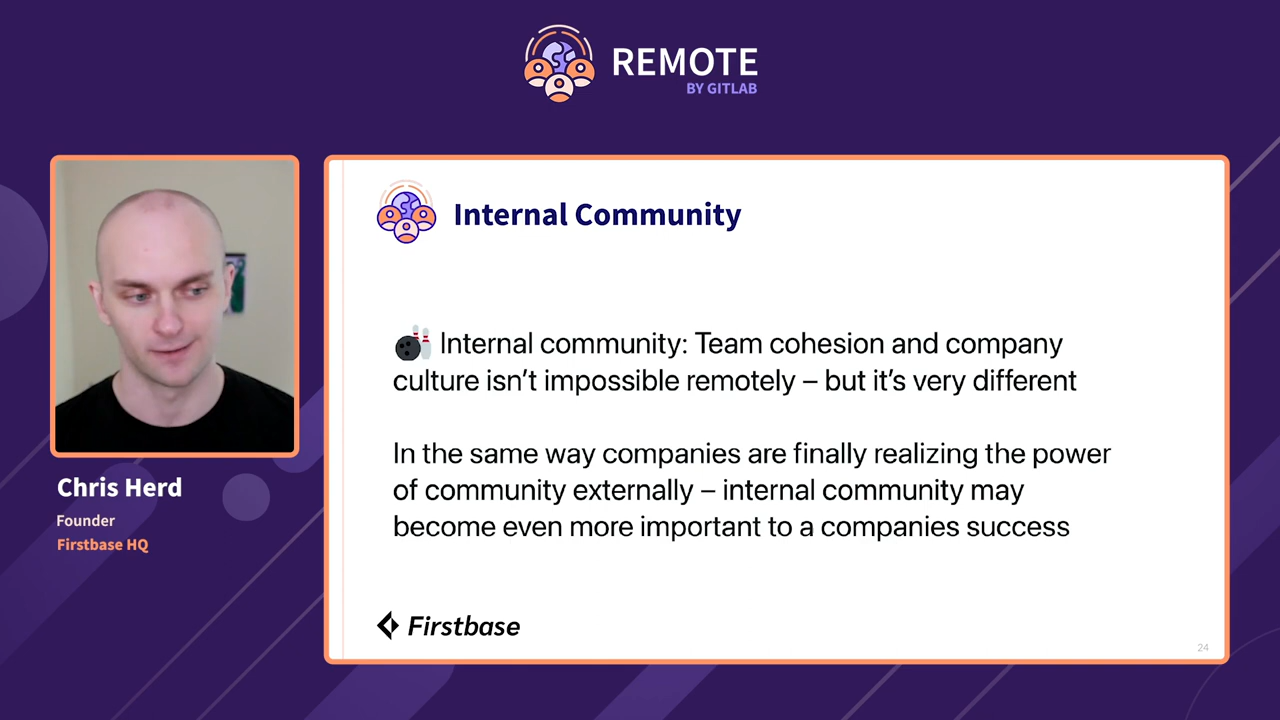 REMOTE
BY GITLAB
Internal Community
Internal community: Team cohesion and company
culture isn’t impossible remotely – but it’s very different
In the same way companies are finally realizing the power
of community externally – internal community may
become even more important to a companies success
Firstbase
24
Chris Herd
Founder
Firstbase HQ